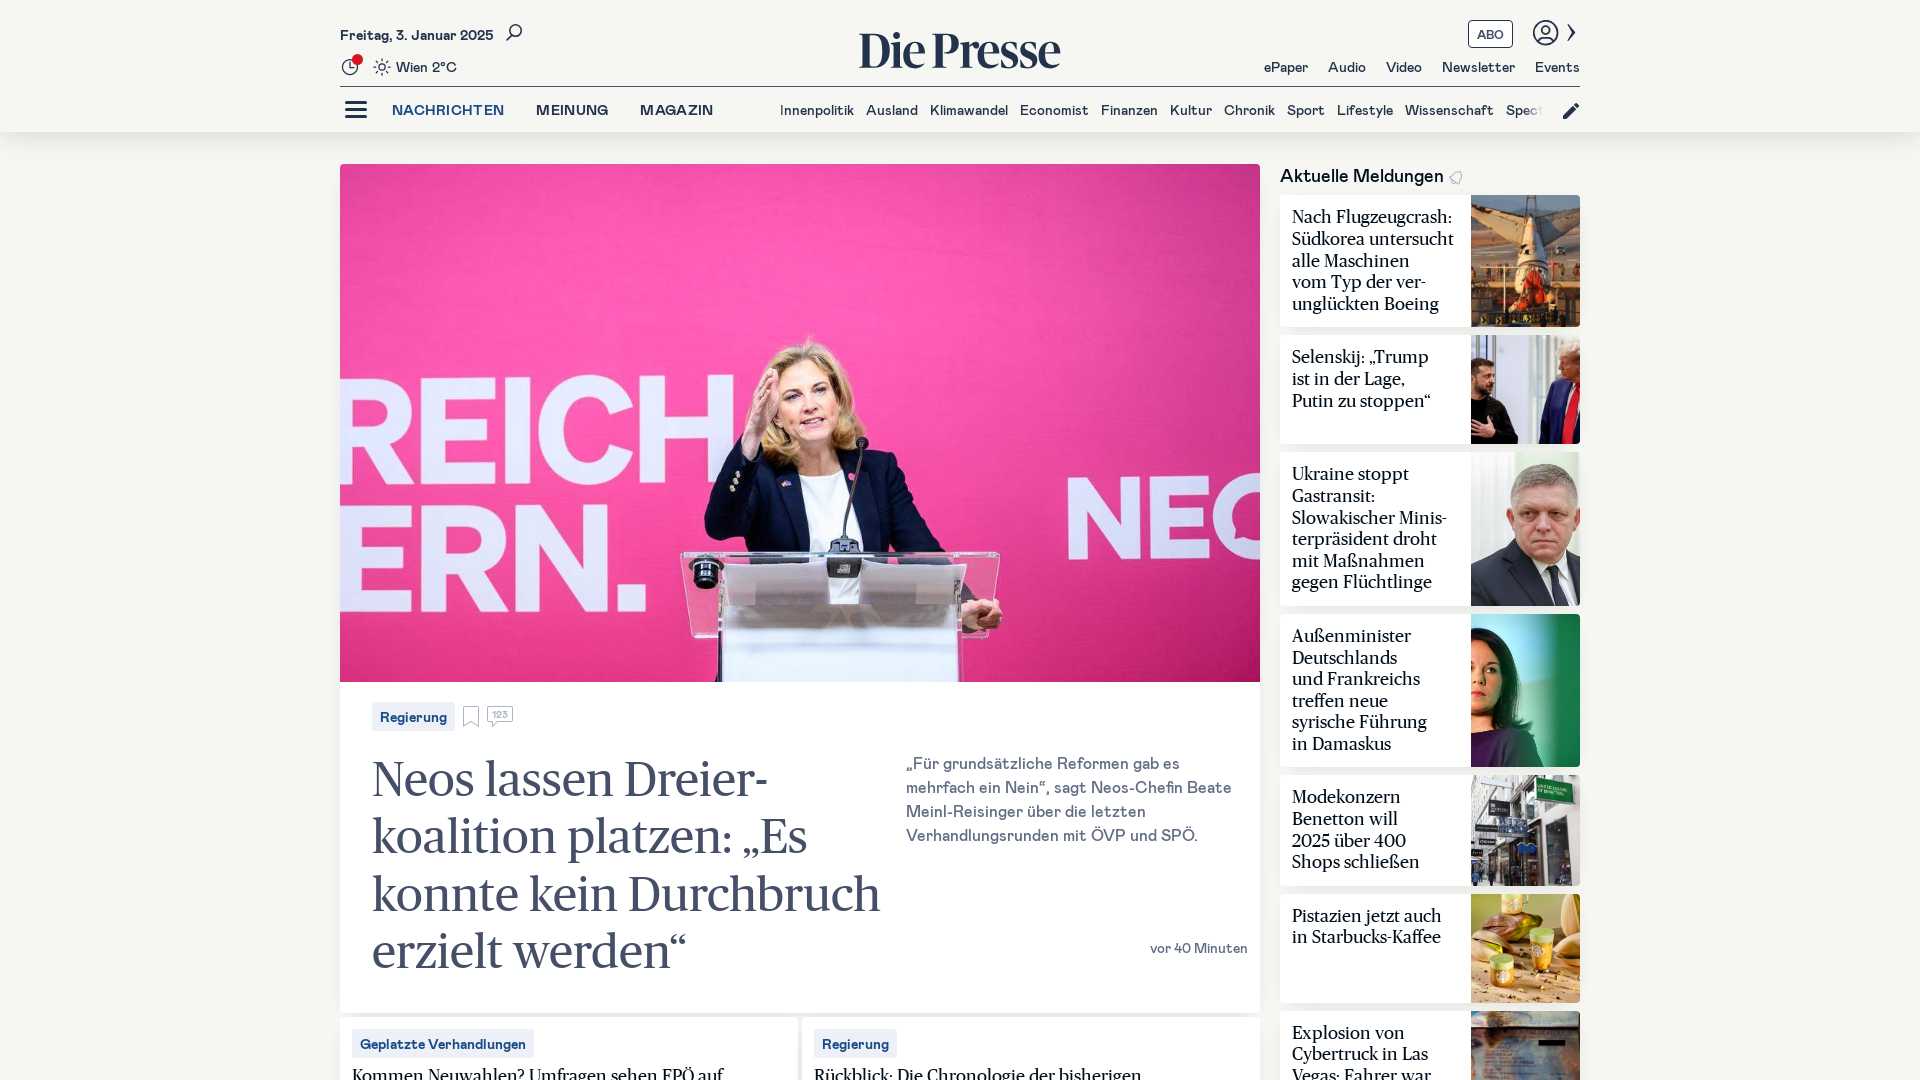 Freitag, 3. Januar 2025
Wien 2°C
Die Presse
ABO
ePaper Audio Video Newsletter Events
NACHRICHTEN MEINUNG MAGAZIN
Innenpolitik Ausland Klimawandel Economist Finanzen Kultur Chronik Sport Lifestyle Wissenschaft Spect
REICH
ERN.
NEO
Regierung
123
Neos lassen Dreier-
koalition platzen: „Es
konnte kein Durchbruch
erzielt werden“
„Für grundsätzliche Reformen gab es
mehrfach ein Nein“, sagt Neos-Chefin Beate
Meinl-Reisinger über die letzten
Verhandlungsrunden mit ÖVP und SPÖ.
vor 40 Minuten
Geplatzte Verhandlungen
Kommen Neuwahlen? Umfragen sehen FPÖ auf
Regierung
Rückblick: Die Chronologie der bisherigen
Aktuelle Meldungen
Nach Flugzeugcrash:
Südkorea untersucht
alle Maschinen
vom Typ der ver-
unglückten Boeing
Selenskij: „Trump
ist in der Lage,
Putin zu stoppen“
Ukraine stoppt
Gastransit:
Slowakischer Minis-
terpräsident droht
mit Maßnahmen
gegen Flüchtlinge
Außenminister
Deutschlands
und Frankreichs
treffen neue
syrische Führung
in Damaskus
Modekonzern
Benetton will
2025 über 400
Shops schließen
Pistazien jetzt auch
in Starbucks-Kaffee
Explosion von
Cybertruck in Las
Vegas: Fahrer war